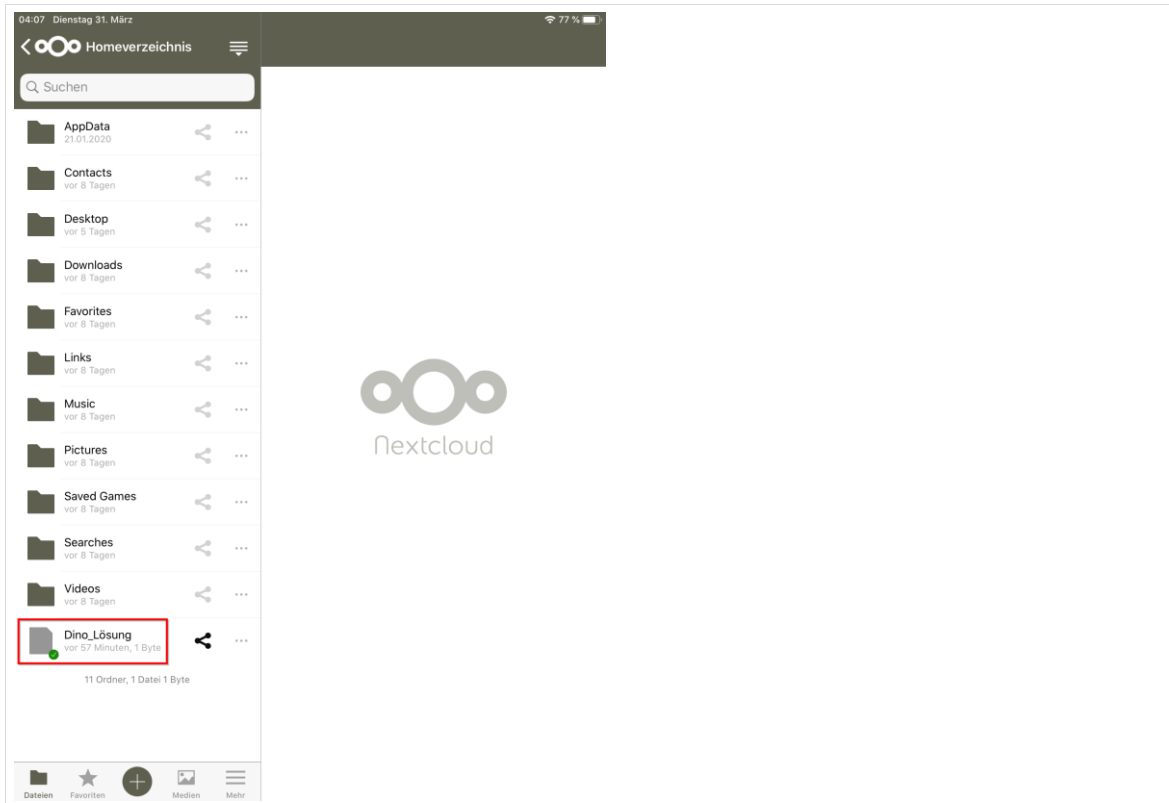 04:07 Dienstag 31. März
77 %
Homeverzeichnis
Suchen
AppData
21.01.2020
Contacts
vor 8 Tagen
Desktop
vor 5 Tagen
Downloads
vor 8 Tagen
Favorites
vor 8 Tagen
Links
vor 8 Tagen
Music
vor 8 Tagen
Pictures
vor 8 Tagen
Saved Games
vor 8 Tagen
Searches
vor 8 Tagen
Videos
vor 8 Tagen
Dino_Lösung
vor 57 Minuten, 1 Byte
11 Ordner, 1 Datei 1 Byte
Dateien
Favoriten
Medien
Mehr
Nextcloud